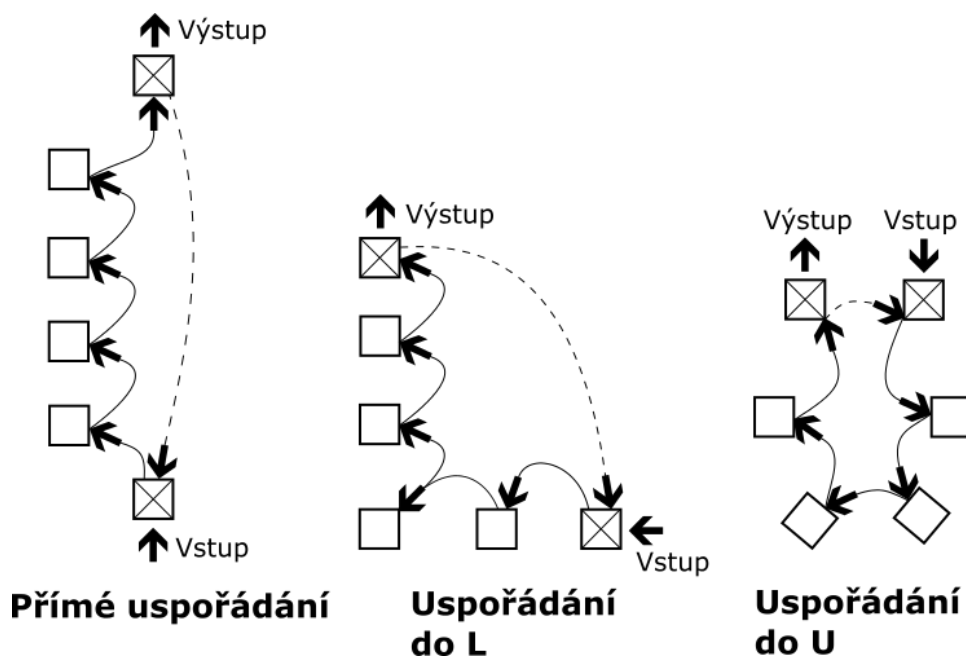 Výstup
Vstup
Přímé uspořádání
Výstup
Vstup
Uspořádání
do L
Výstup
Vstup
Uspořádání
do U